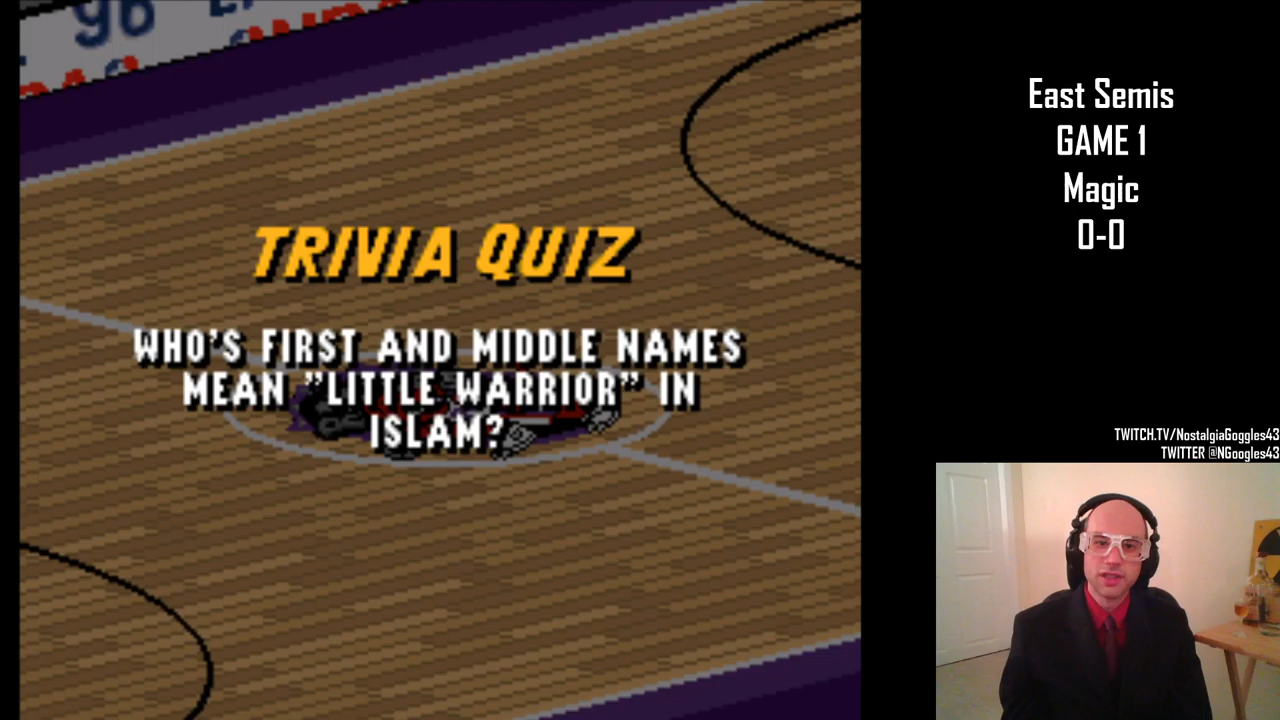 96
TRIVIA QUIZ
WHO'S FIRST AND MIDDLE NAMES
MEAN "LITTLE WARRIOR" IN
ISLAM?
East Semis
GAME 1
Magic
0-0
TWITCH.TV/NostalgiaGoggles43
TWITTER @NGoogles43